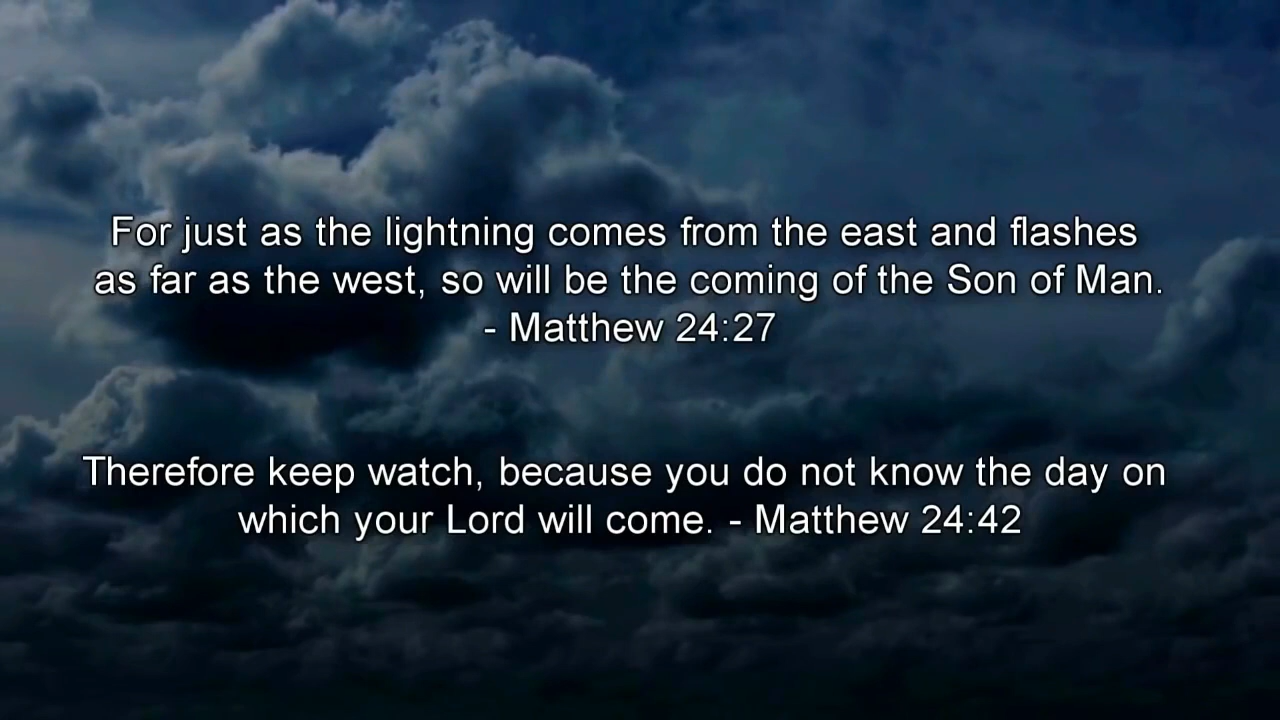 For just as the lightning comes from the east and flashes
as far as the west, so will be the coming of the Son of Man.
- Matthew 24:27
Therefore keep watch, because you do not know the day on
which your Lord will come. - Matthew 24:42